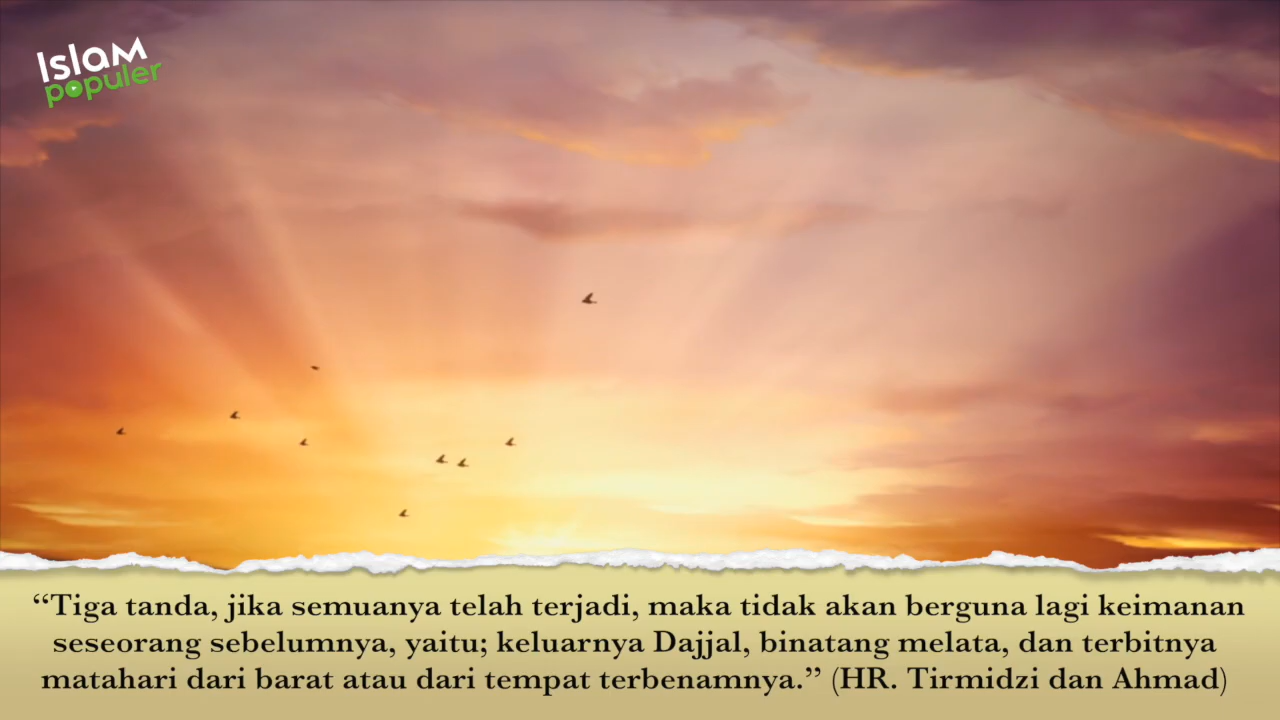 Islam
populer
“Tiga tanda, jika semuanya telah terjadi, maka tidak akan berguna lagi keimanan
seseorang sebelumnya, yaitu; keluarnya Dajjal, binatang melata, dan terbitnya
matahari dari barat atau dari tempat terbenamnya.” (HR. Tirmidzi dan Ahmad)